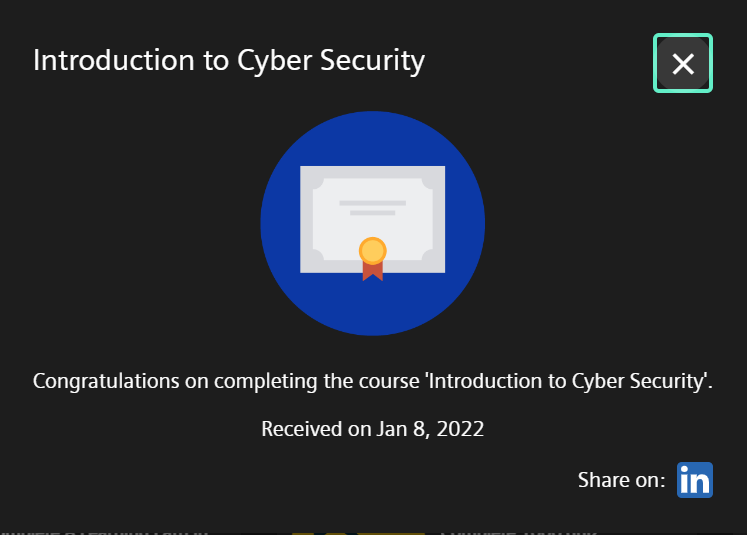 Introduction to Cyber Security
Congratulations on completing the course 'Introduction to Cyber Security'.
Received on Jan 8, 2022
Share on: in